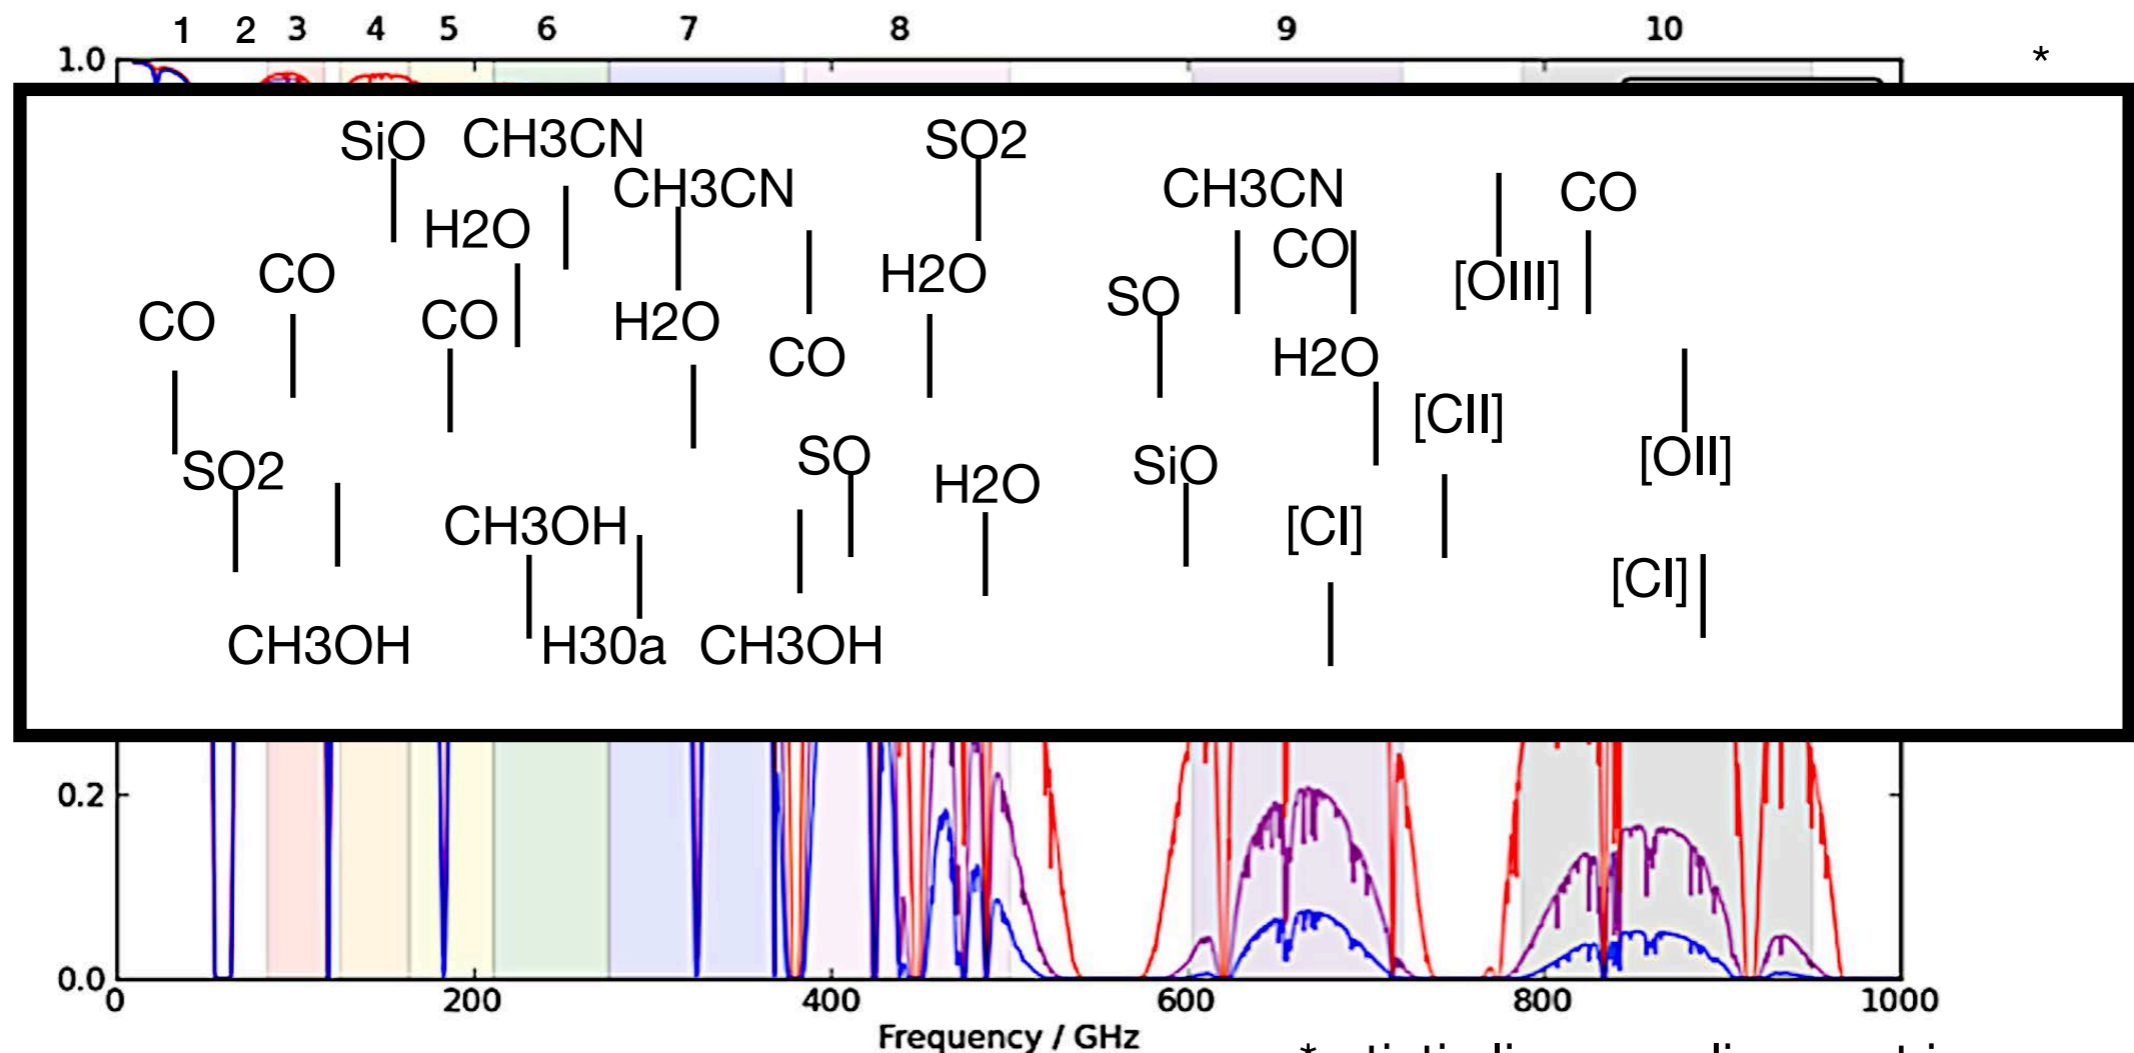 1 2 3 4 5 6 7 8 9 10
1.0
*
SiO CH3CN SO2
CH3CN CH3CN CO
H2O CO
CO H2O [OIII]
SO
CO CO H2O
CO H2O
[CII]
SO2 SO SiO [OII]
H2O
CH3OH [CI]
[CI]
CH3OH H30a CH3OH
0.2
0.0
0 200 400 600 800 1000
Frequency / GHz
*